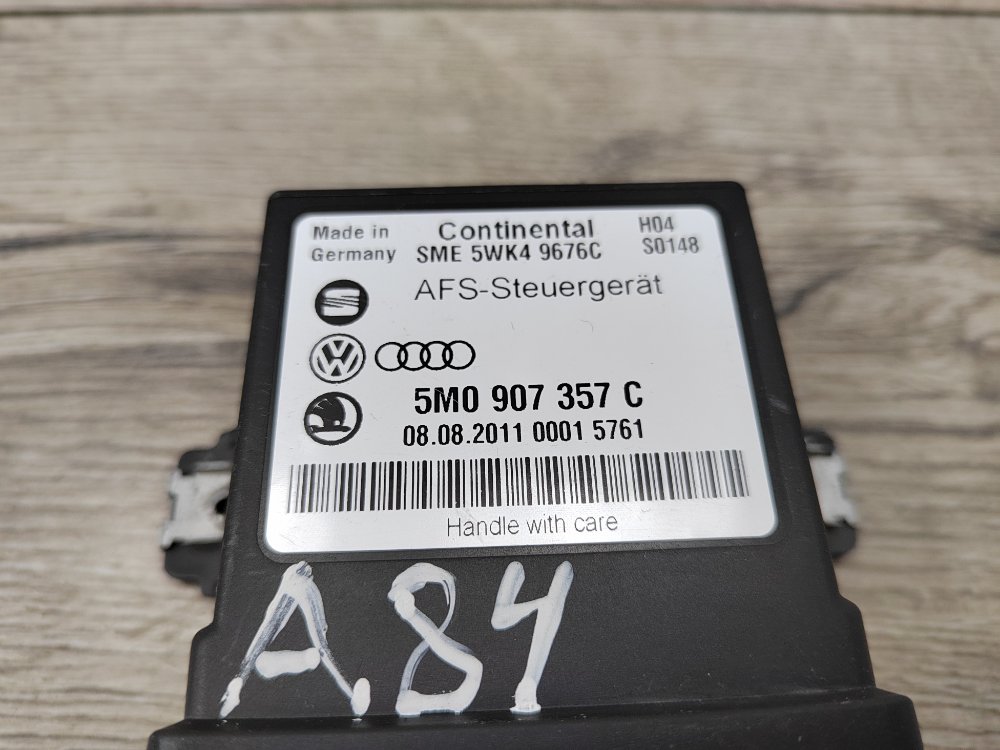 Made in Continental H04
Germany SME 5WK4 9676C S0148
AFS-Steuergerät
5M0 907 357 C
08.08.2011 0001 5761
Handle with care
A84